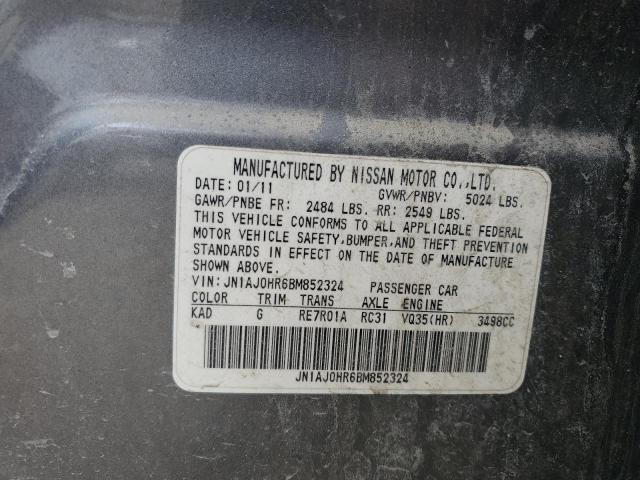 MANUFACTURED BY NISSAN MOTOR CO.,LTD.
DATE: 01/11 GVWR/PNBV: 5024 LBS.
GAWR/PNBE FR: 2484 LBS. RR: 2549 LBS.
THIS VEHICLE CONFORMS TO ALL APPLICABLE FEDERAL
MOTOR VEHICLE SAFETY,BUMPER,AND THEFT PREVENTION
STANDARDS IN EFFECT ON THE DATE OF MANUFACTURE
SHOWN ABOVE.
VIN: JN1AJ0HR6BM852324 PASSENGER CAR
COLOR TRIM TRANS AXLE ENGINE
KAD G RE7R01A RC31 VQ35(HR) 3498CC
JN1AJ0HR6BM852324